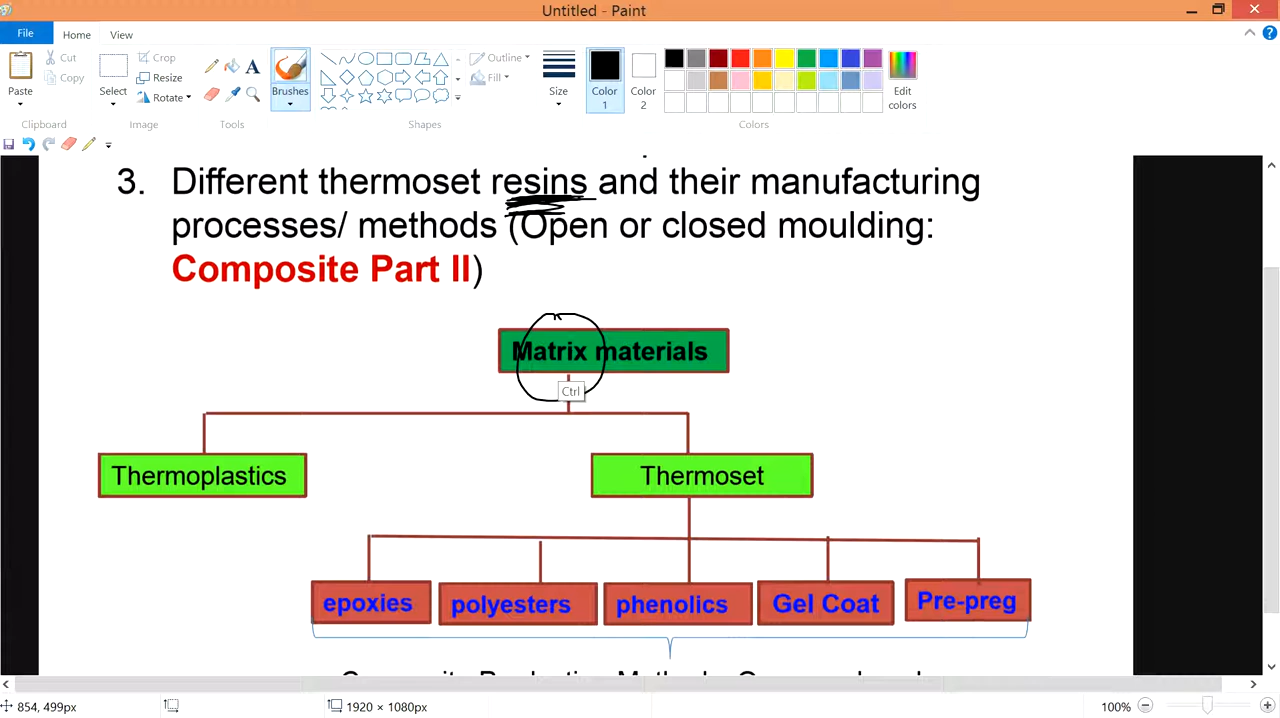 Untitled - Paint
File
Home
View
Cut
Copy
Paste
Clipboard
Crop
Resize
Rotate
Select
Image
A
Tools
Brushes
Shapes
Outline
Fill
Size
Color
1
Color
2
Edit
colors
Colors
3. Different thermoset resins and their manufacturing
processes/ methods (Open or closed moulding:
Composite Part II)
Matrix materials
Ctrl
Thermoplastics
Thermoset
epoxies
polyesters
phenolics
Gel Coat
Pre-preg
854, 499px
1920 × 1080px
100%